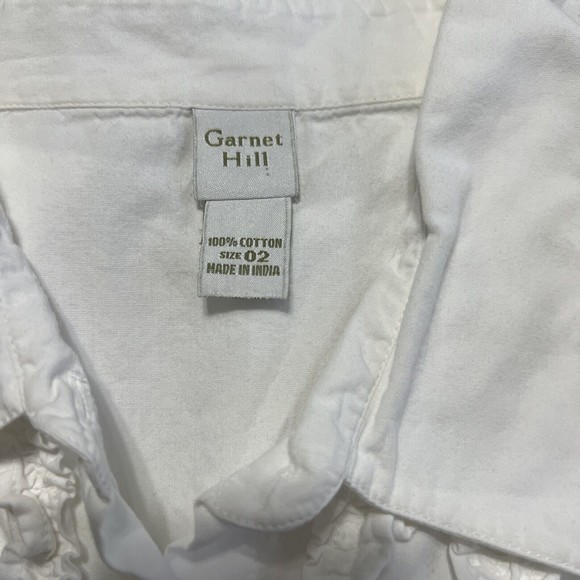 Garnet
Hill
100% COTTON
SIZE 02
MADE IN INDIA